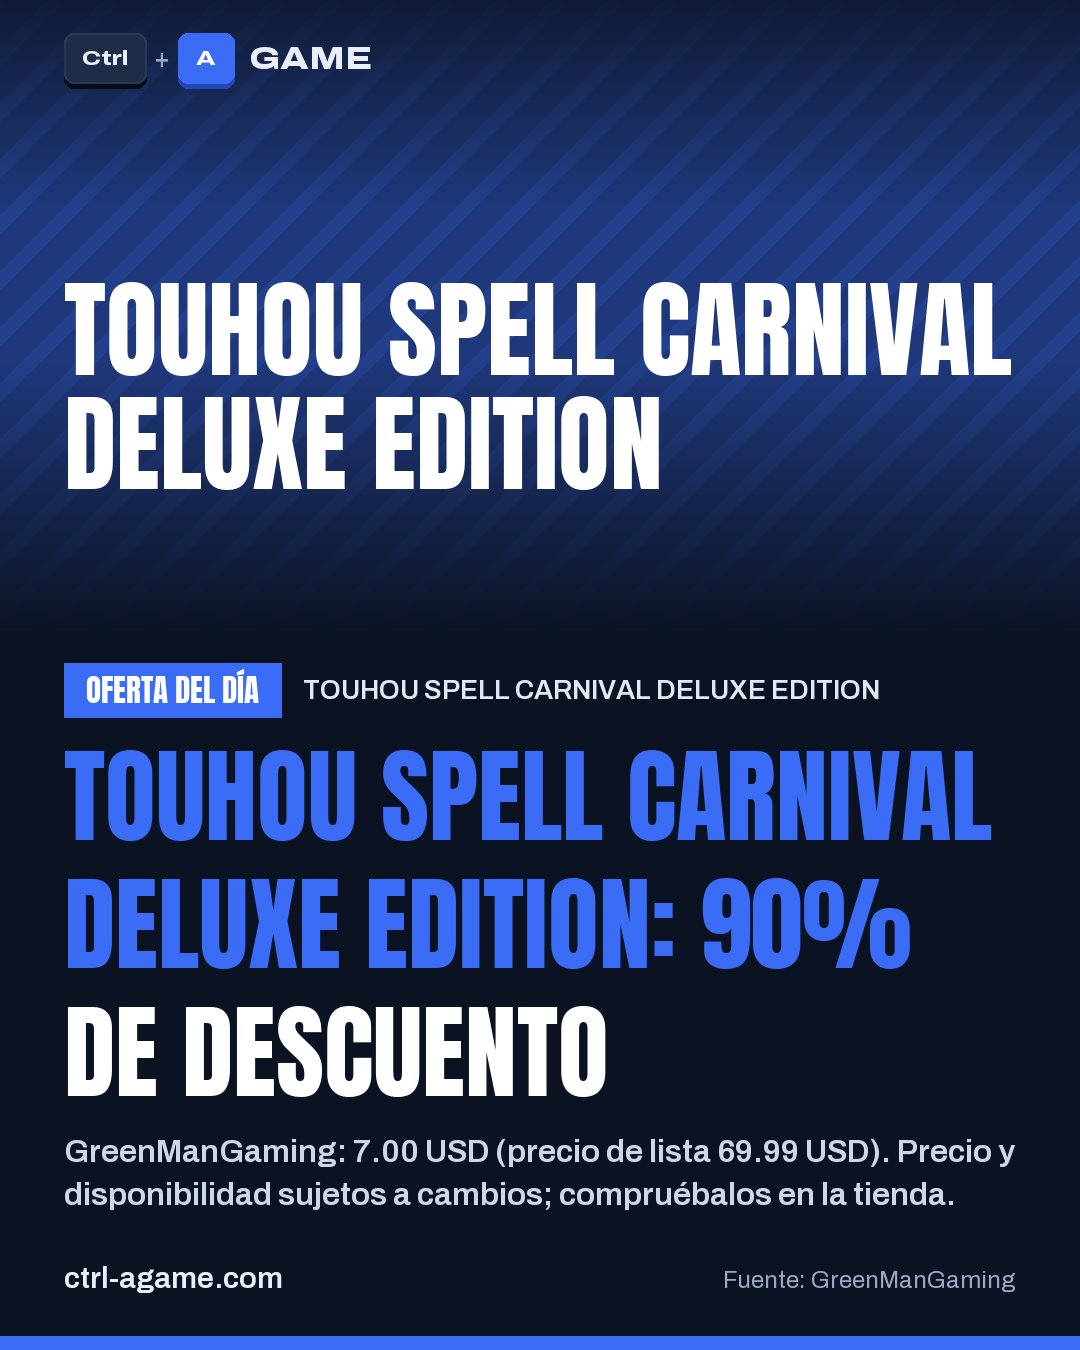 Ctrl + A GAME
TOUHOU SPELL CARNIVAL
DELUXE EDITION
OFERTA DEL DÍA TOUHOU SPELL CARNIVAL DELUXE EDITION
TOUHOU SPELL CARNIVAL
DELUXE EDITION: 90%
DE DESCUENTO
GreenManGaming: 7.00 USD (precio de lista 69.99 USD). Precio y
disponibilidad sujetos a cambios; compruébalos en la tienda.
ctrl-agame.com Fuente: GreenManGaming